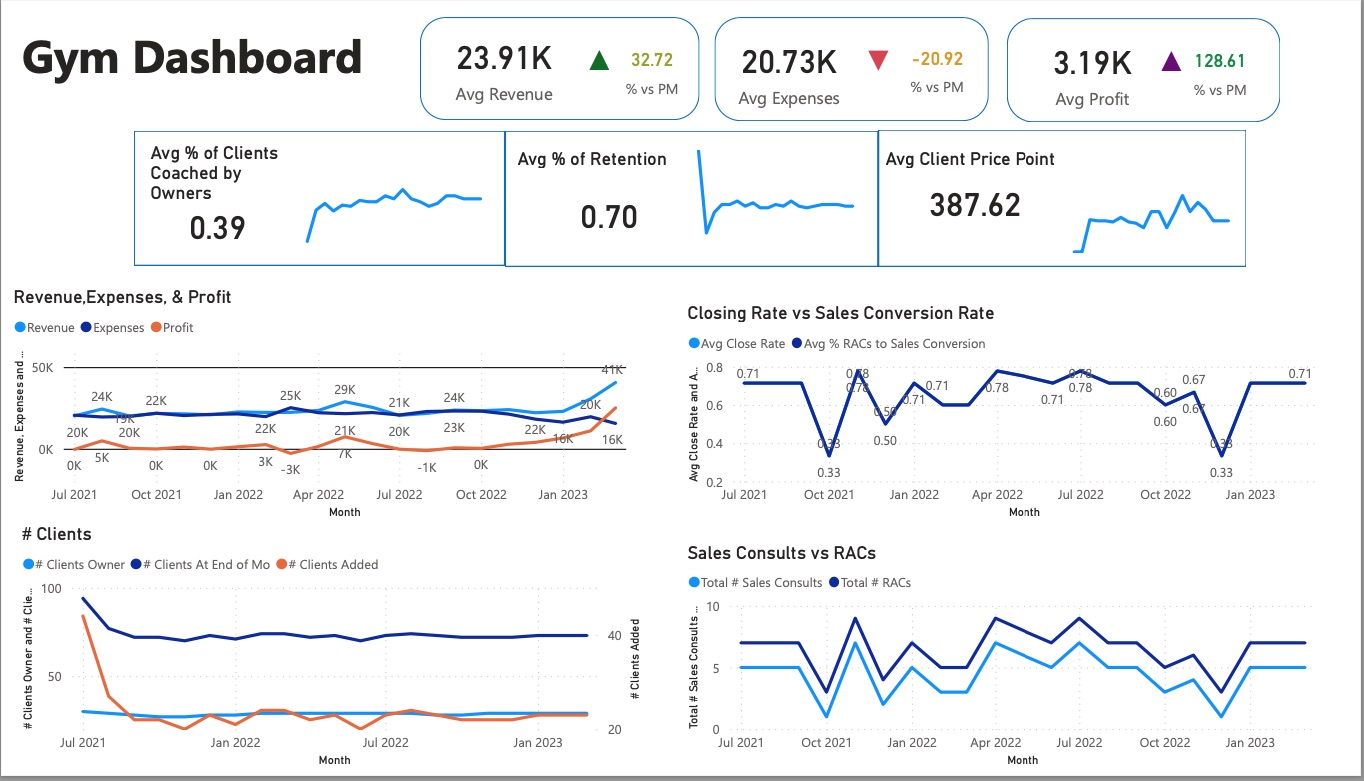 Gym Dashboard
23.91K
32.72
Avg Revenue
% vs PM
20.73K
-20.92
Avg Expenses
% vs PM
3.19K
128.61
Avg Profit
% vs PM
Avg % of Clients
Coached by
Owners
0.39
Avg % of Retention
0.70
Avg Client Price Point
387.62
Revenue,Expenses, & Profit
Revenue Expenses Profit
Revenue, Expenses and ...
50K
0K
41K
24K
25K
29K
22K
21K
24K
20K
20K
19K
20K
22K
21K
20K
23K
22K
16K
16K
0K
5K
0K
0K
3K
-3K
7K
-1K
0K
Jul 2021 Oct 2021 Jan 2022 Apr 2022 Jul 2022 Oct 2022 Jan 2023
Month
Closing Rate vs Sales Conversion Rate
Avg Close Rate Avg % RACs to Sales Conversion
Avg Close Rate and A...
0.8
0.6
0.4
0.2
0.71
0.78
0.78
0.71
0.71
0.50
0.50
0.33
0.33
0.78
0.71
0.78
0.78
0.60
0.60
0.67
0.67
0.33
0.33
0.71
Jul 2021 Oct 2021 Jan 2022 Apr 2022 Jul 2022 Oct 2022 Jan 2023
Month
# Clients
# Clients Owner # Clients At End of Mo # Clients Added
# Clients Owner and # Clie...
100
50
40
20
# Clients Added
Jul 2021 Jan 2022 Jul 2022 Jan 2023
Month
Sales Consults vs RACs
Total # Sales Consults Total # RACs
Total # Sales Consults ...
10
5
0
Jul 2021 Oct 2021 Jan 2022 Apr 2022 Jul 2022 Oct 2022 Jan 2023
Month